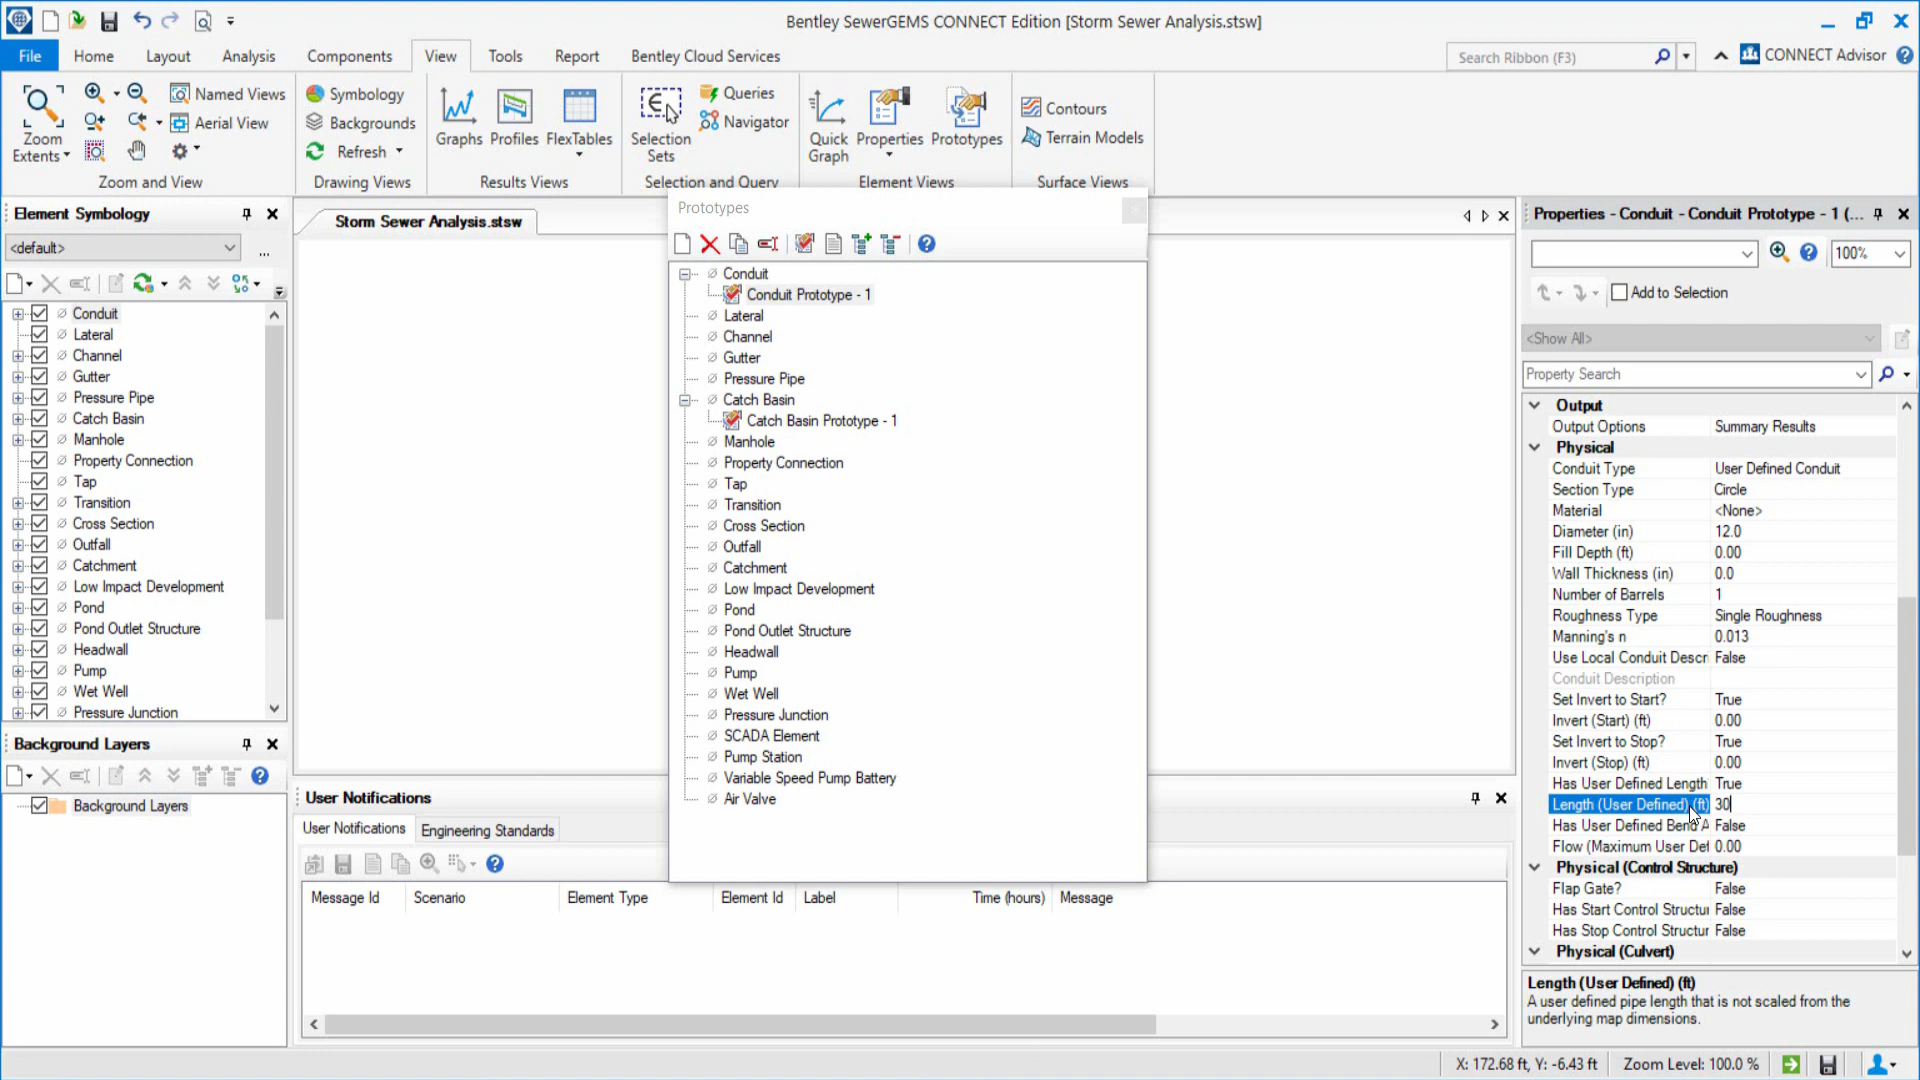 Bentley SewerGEMS CONNECT Edition [Storm Sewer Analysis.stsw]
File
Home
Layout
Analysis
Components
View
Tools
Report
Bentley Cloud Services
Search Ribbon (F3)
CONNECT Advisor
Zoom
Extents
Named Views
Aerial View
Zoom and View
Symbology
Backgrounds
Refresh
Drawing Views
Graphs
Profiles
FlexTables
Results Views
Selection
Sets
Queries
Navigator
Selection and Query
Quick
Graph
Properties
Prototypes
Element Views
Contours
Terrain Models
Surface Views
Element Symbology
<default>
...
Conduit
Lateral
Channel
Gutter
Pressure Pipe
Catch Basin
Manhole
Property Connection
Tap
Transition
Cross Section
Outfall
Catchment
Low Impact Development
Pond
Pond Outlet Structure
Headwall
Pump
Wet Well
Pressure Junction
Background Layers
Background Layers
Storm Sewer Analysis.stsw
Prototypes
Conduit
Conduit Prototype - 1
Lateral
Channel
Gutter
Pressure Pipe
Catch Basin
Catch Basin Prototype - 1
Manhole
Property Connection
Tap
Transition
Cross Section
Outfall
Catchment
Low Impact Development
Pond
Pond Outlet Structure
Headwall
Pump
Wet Well
Pressure Junction
SCADA Element
Pump Station
Variable Speed Pump Battery
Air Valve
User Notifications
User Notifications
Engineering Standards
Message Id
Scenario
Element Type
Element Id
Label
Time (hours)
Message
Properties - Conduit - Conduit Prototype - 1 (...
100%
Add to Selection
<Show All>
Property Search
Output
Output Options Summary Results
Physical
Conduit Type User Defined Conduit
Section Type Circle
Material <None>
Diameter (in) 12.0
Fill Depth (ft) 0.00
Wall Thickness (in) 0.0
Number of Barrels 1
Roughness Type Single Roughness
Manning's n 0.013
Use Local Conduit Descri False
Conduit Description
Set Invert to Start? True
Invert (Start) (ft) 0.00
Set Invert to Stop? True
Invert (Stop) (ft) 0.00
Has User Defined Length True
Length (User Defined) (ft) 30
Has User Defined Bend A False
Flow (Maximum User Def 0.00
Physical (Control Structure)
Flap Gate? False
Has Start Control Structur False
Has Stop Control Structur False
Physical (Culvert)
Length (User Defined) (ft)
A user defined pipe length that is not scaled from the
underlying map dimensions.
X: 172.68 ft, Y: -6.43 ft
Zoom Level: 100.0 %